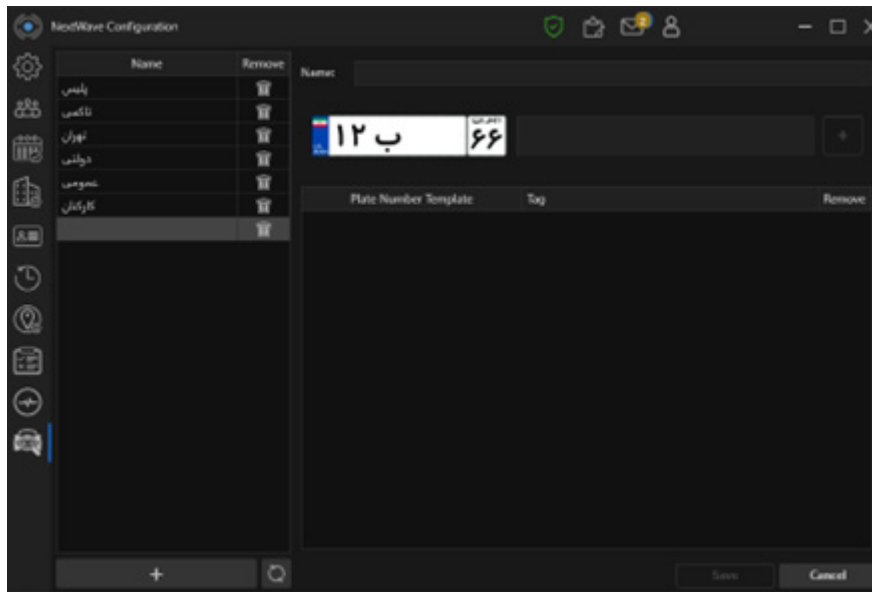 NextWave Configuration
2
Name Remove
پلیس
تاکسی
تهران
دولتی
عمومی
کارکنان
+
Name:
۱۲ ب
۶۶
+
Plate Number Template Tag Remove
Save Cancel